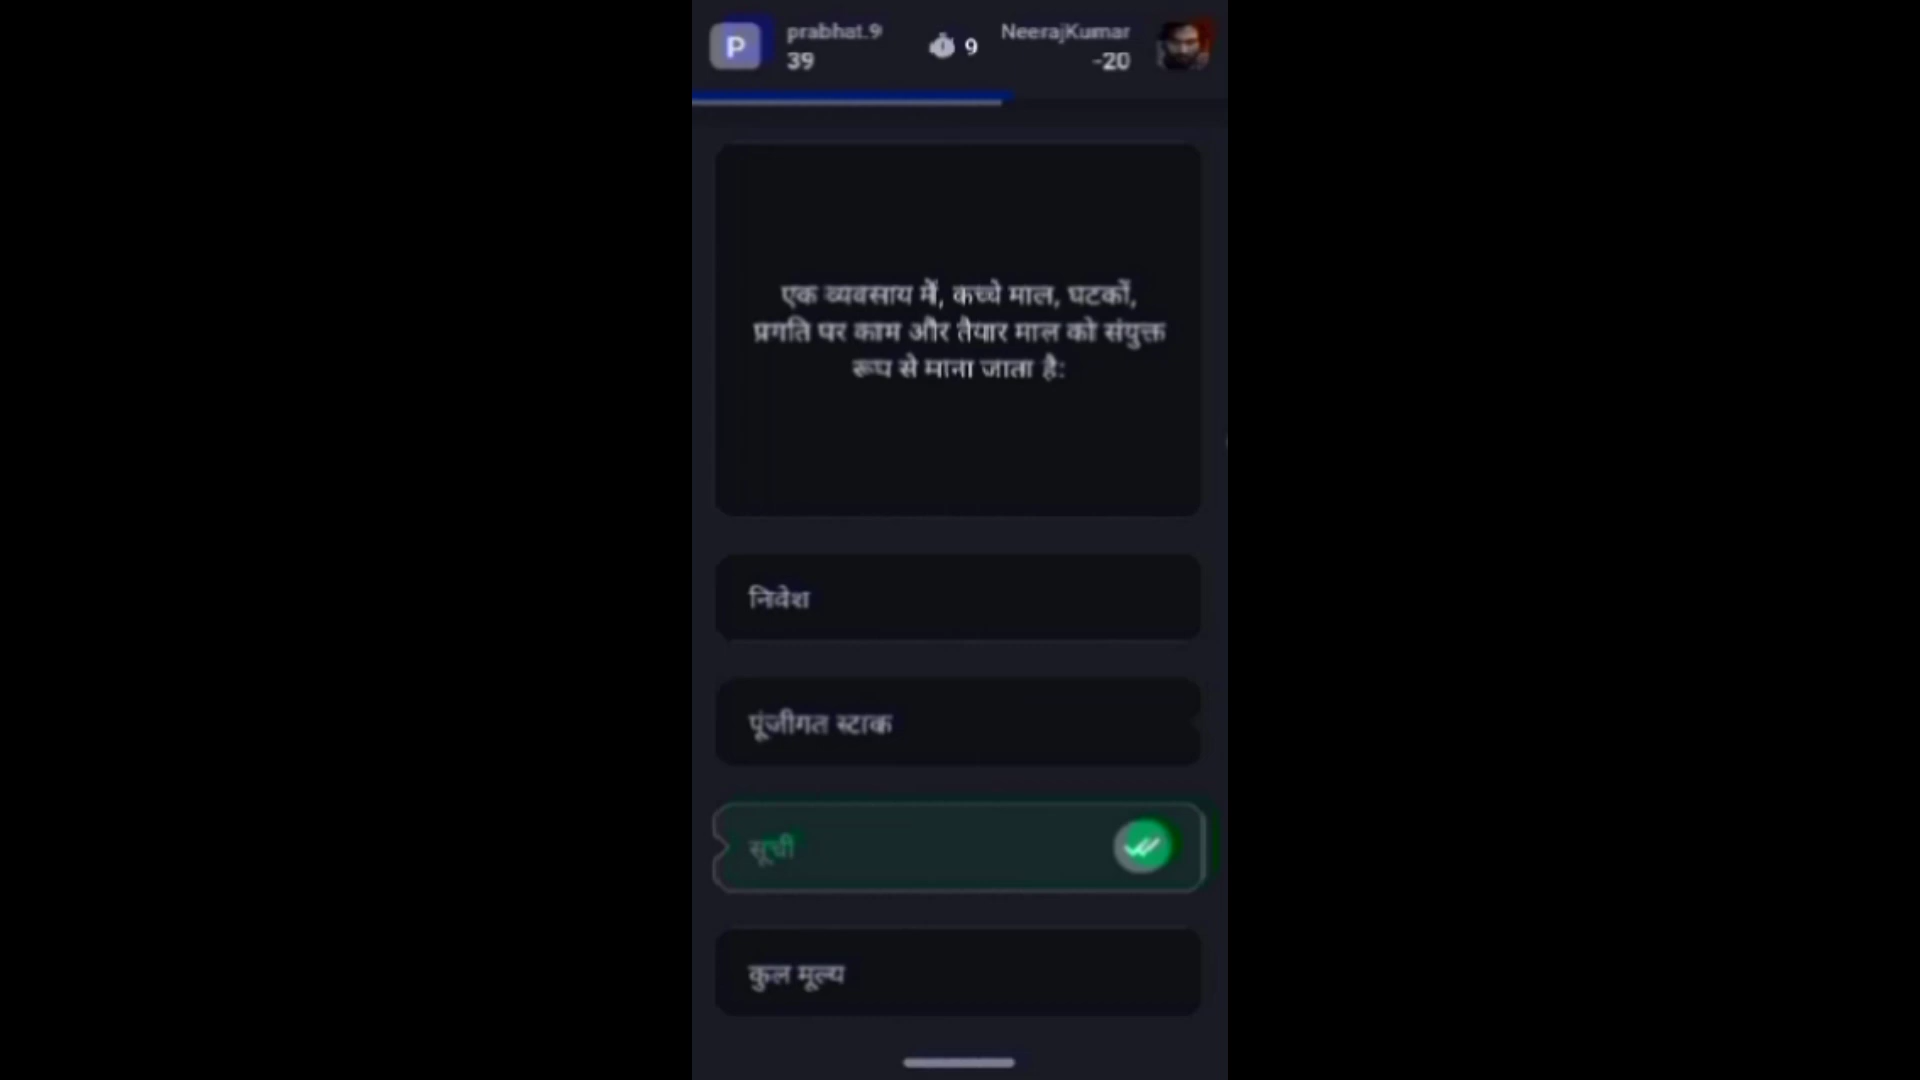 P
prabhat.9
39
9
NeerajKumar
-20
एक व्यवसाय में, कच्चे माल, घटकों,
प्रगति पर काम और तैयार माल को संयुक्त
रूप से माना जाता है:
निवेश
पूंजीगत स्टाक
सूची
कुल मूल्य